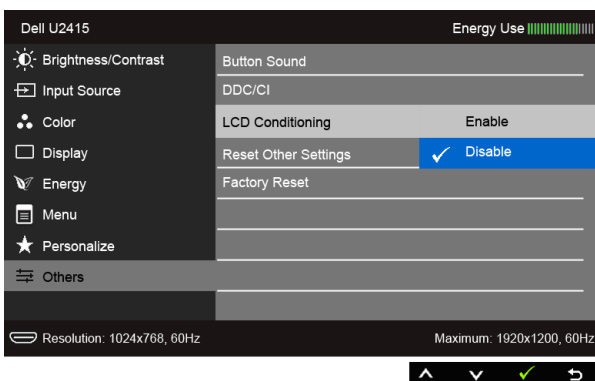 Dell U2415
Energy Use
Brightness/Contrast
Button Sound
Input Source
DDC/CI
Color
LCD Conditioning
Enable
Display
Reset Other Settings
Disable
Energy
Factory Reset
Menu
Personalize
Others
Resolution: 1024x768, 60Hz
Maximum: 1920x1200, 60Hz